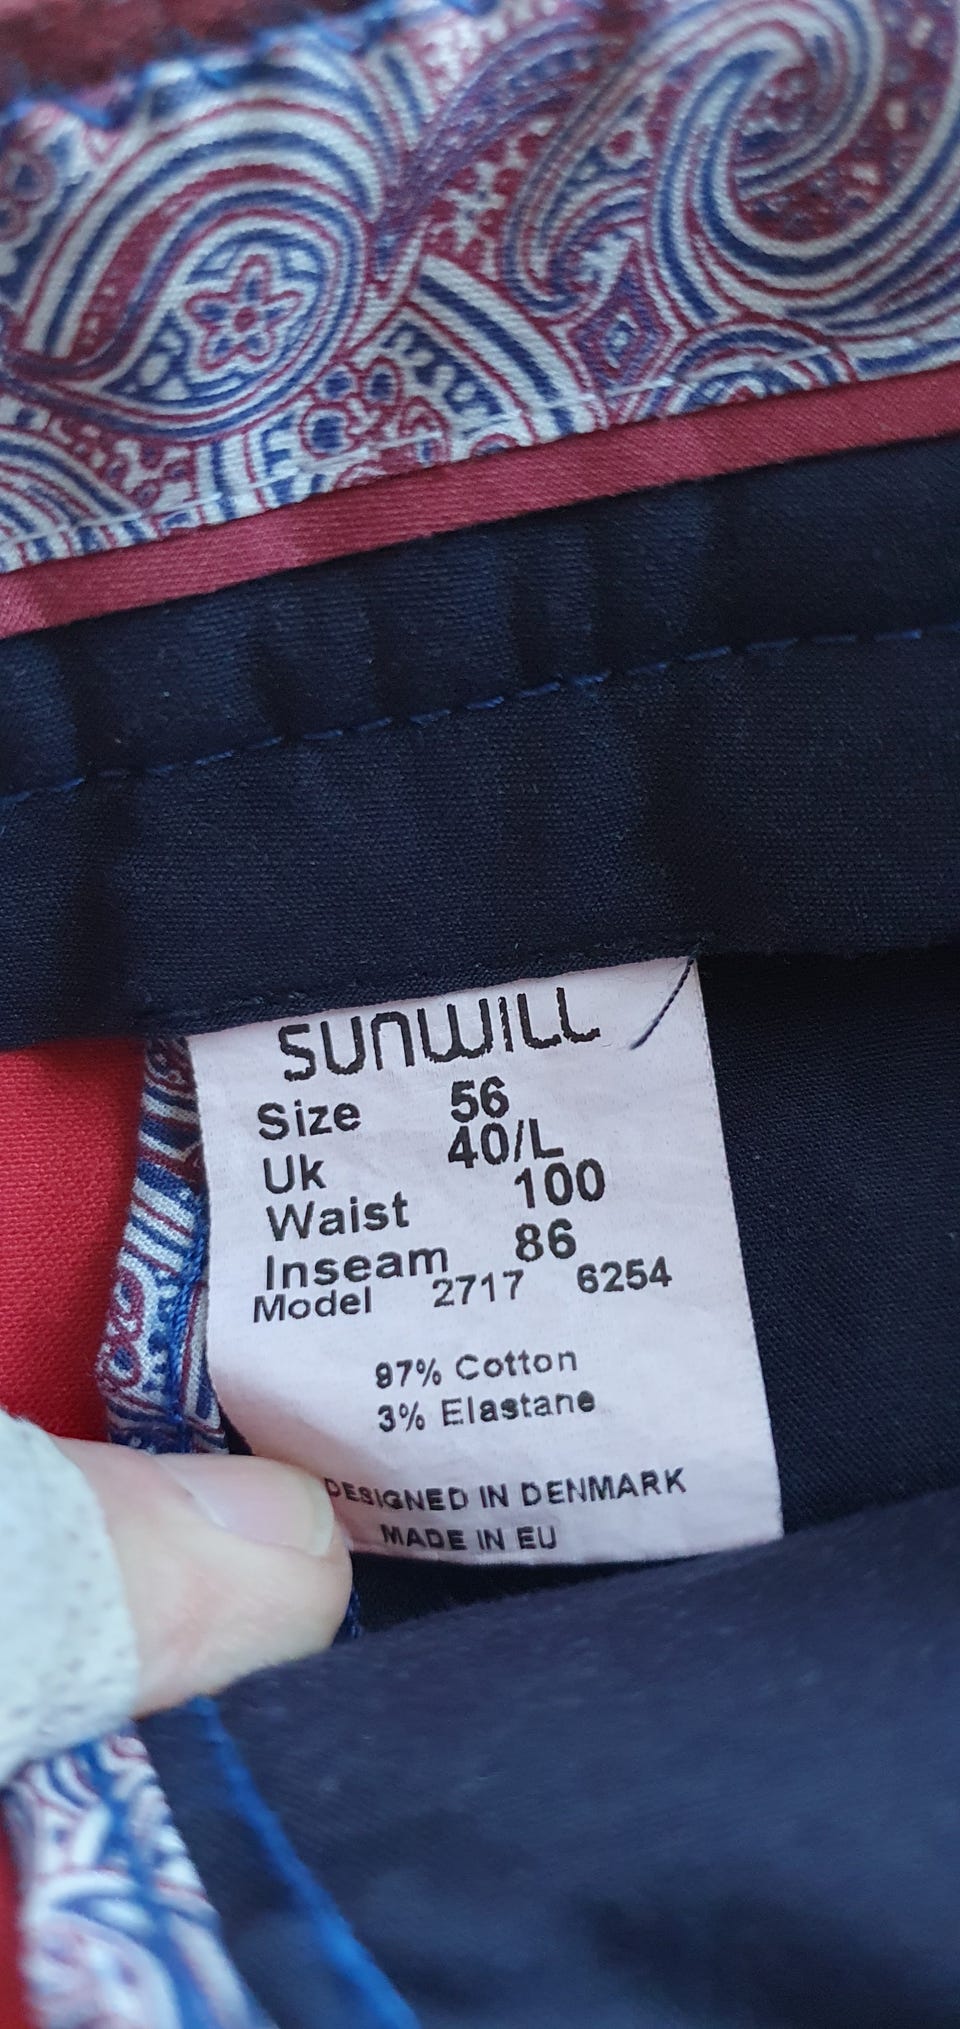 SUNWILL
Size 56
Uk 40/L
Waist 100
Inseam 86
Model 2717 6254
97% Cotton
3% Elastane
DESIGNED IN DENMARK
MADE IN EU